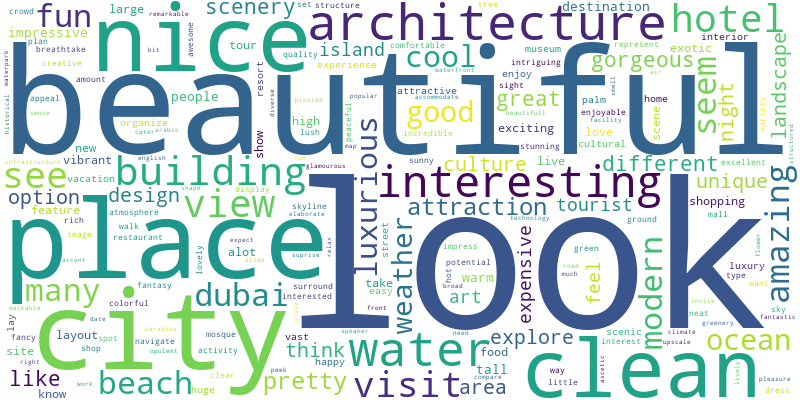 beautiful
look
place
city
nice
clean
architecture
interesting
building
water
visit
view
hotel
fun
scenery
island
cool
destination
good
great
gorgeous
seem
night
landscape
luxurious
culture
different
unique
attraction
tourist
amazing
modern
ocean
explore
weather
expensive
art
warm
feel
dubai
design
option
see
many
like
beach
pretty
think
area
tall
food
impressive
large
tour
people
high
show
resort
vibrant
new
vacation
feature
rich
image
atmosphere
walk
restaurant
skyline
elaborate
alot
expect
lovely
fantasy
colorful
surround
interested
vast
layout
spot
shop
date
navigate
opulent
mosque
activity
paradise
site
fancy
lay
know
right
work
huge
clear
happy
peek
crowd
plan
breathtake
creative
remarkable
bit
awesome
structure
set
quality
experience
comfortable
attractive
accommodate
waterfront
popular
incredible
peaceful
map
lush
diverse
provide
amount
appeal
sense
organize
cater
arabic
english
historical
waterpark
infrastructure
display
shape
accent
glamorous
run
sunny
live
love
cultural
exciting
stunning
enjoyable
beautifull
enjoy
sight
intriguing
museum
palm
home
scene
smell
facility
exotic
represent
interior
tree
air
variety
structured
excellent
shopping
mall
luxury
type
neat
sky
fantastic
want
invite
greenery
climate
upscale
scenic
interest
road
much
green
ground
technology
impress
potential
hot
broad
street
take
easy
front
speaker
need
compare
way
little
ascetic
lively
pleasure
dress
flower
relax
suprise
slide
walkable